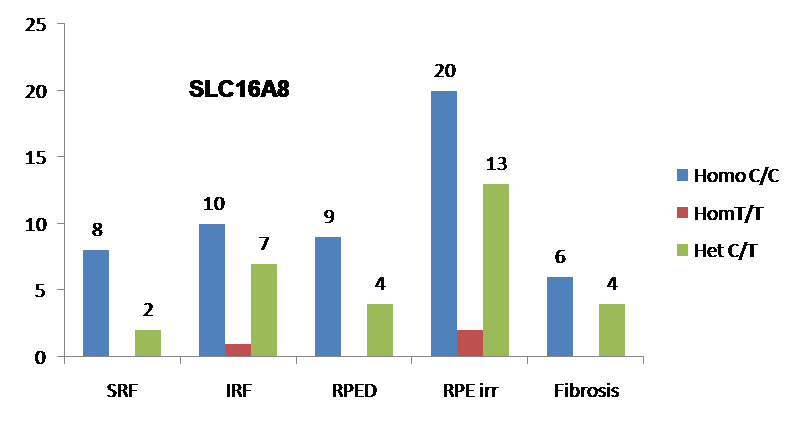 25
20
15
10
5
0
SLC16A8
8
2
10
7
9
4
20
13
6
4
SRF
IRF
RPED
RPE irr
Fibrosis
Homo C/C
HomT/T
Het C/T